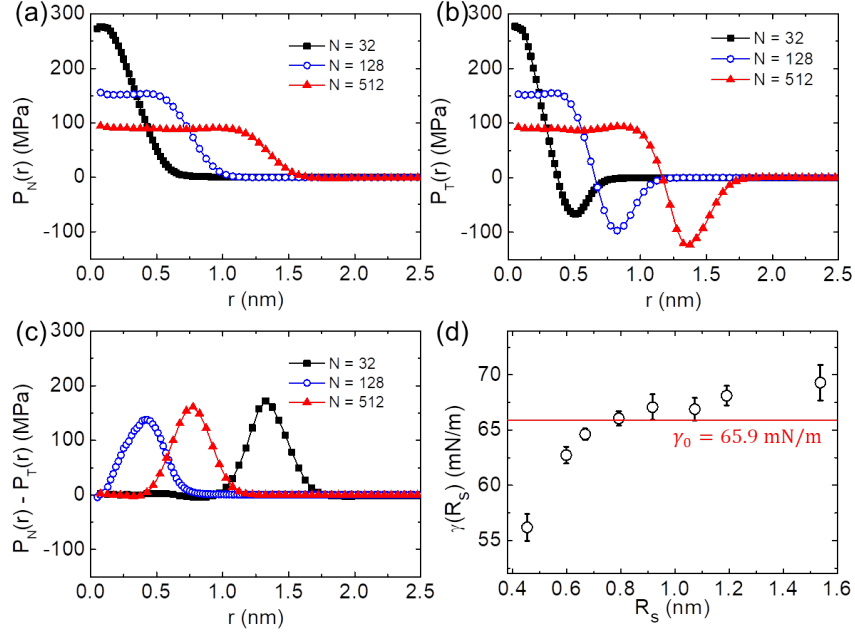 (a)
300
200
100
0
-100
P_N(r) (MPa)
N = 32
N = 128
N = 512
0.0 0.5 1.0 1.5 2.0 2.5
r (nm)
(b)
300
200
100
0
-100
P_T(r) (MPa)
N = 32
N = 128
N = 512
0.0 0.5 1.0 1.5 2.0 2.5
r (nm)
(c)
300
200
100
0
-100
P_N(r) - P_T(r) (MPa)
N = 32
N = 128
N = 512
0.0 0.5 1.0 1.5 2.0 2.5
r (nm)
(d)
70
65
60
55
γ(R_s) (mN/m)
γ₀ = 65.9 mN/m
0.4 0.6 0.8 1.0 1.2 1.4 1.6
R_s (nm)